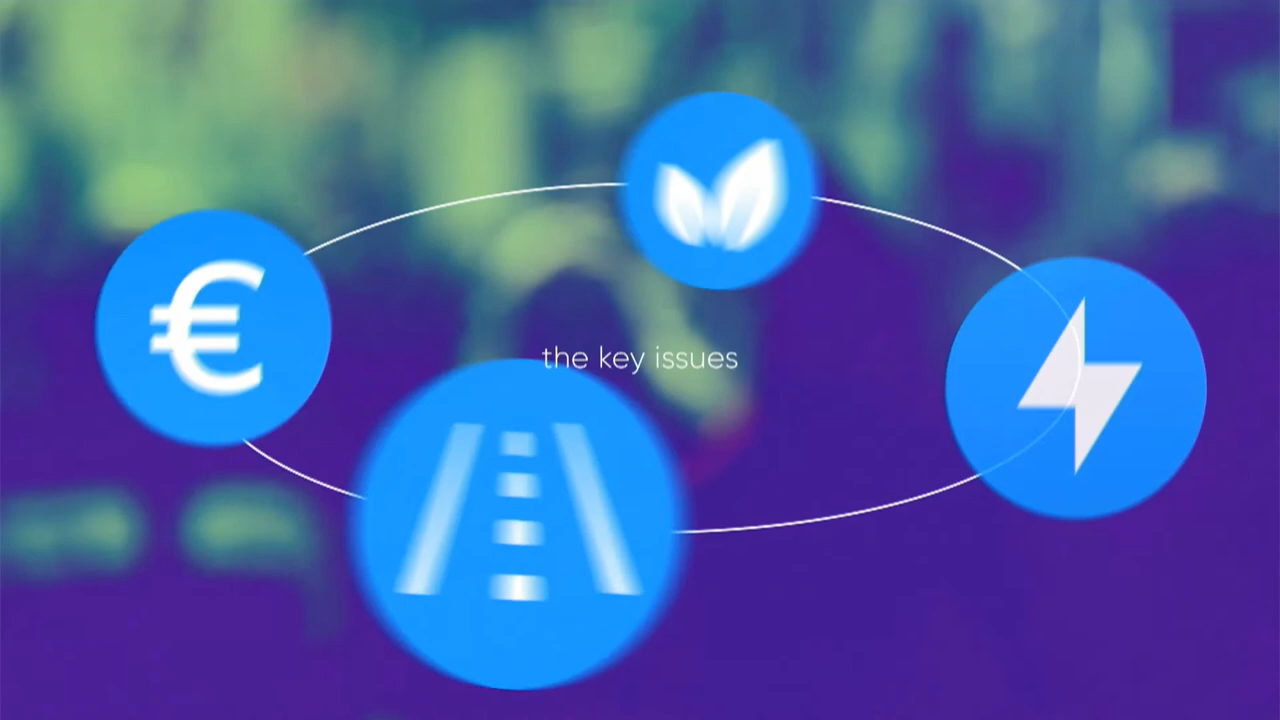 €
the key issues